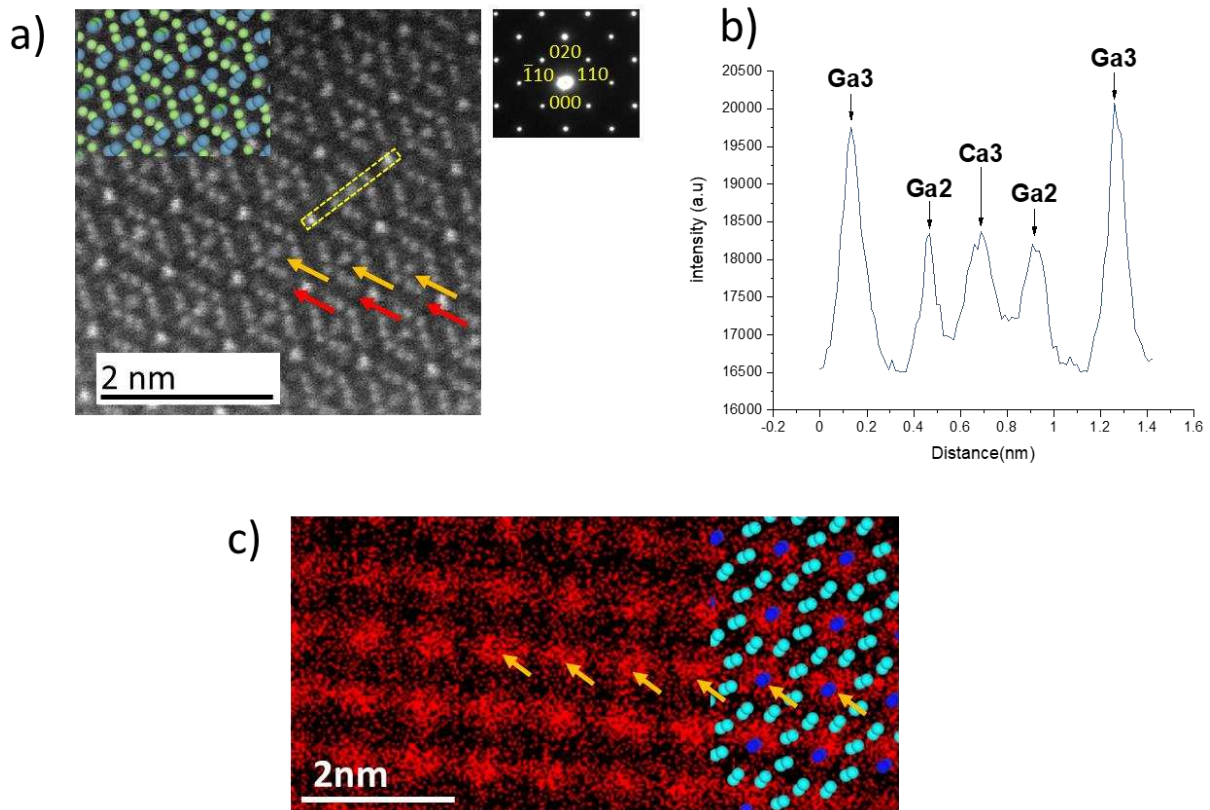 a)
020
1̅10 110
000
2 nm
b)
intensity (a.u)
20500
20000
19500
19000
18500
18000
17500
17000
16500
16000
Ga3
Ga2
Ca3
Ga2
Ga3
-0.2 0 0.2 0.4 0.6 0.8 1 1.2 1.4 1.6
Distance(nm)
c)
2nm